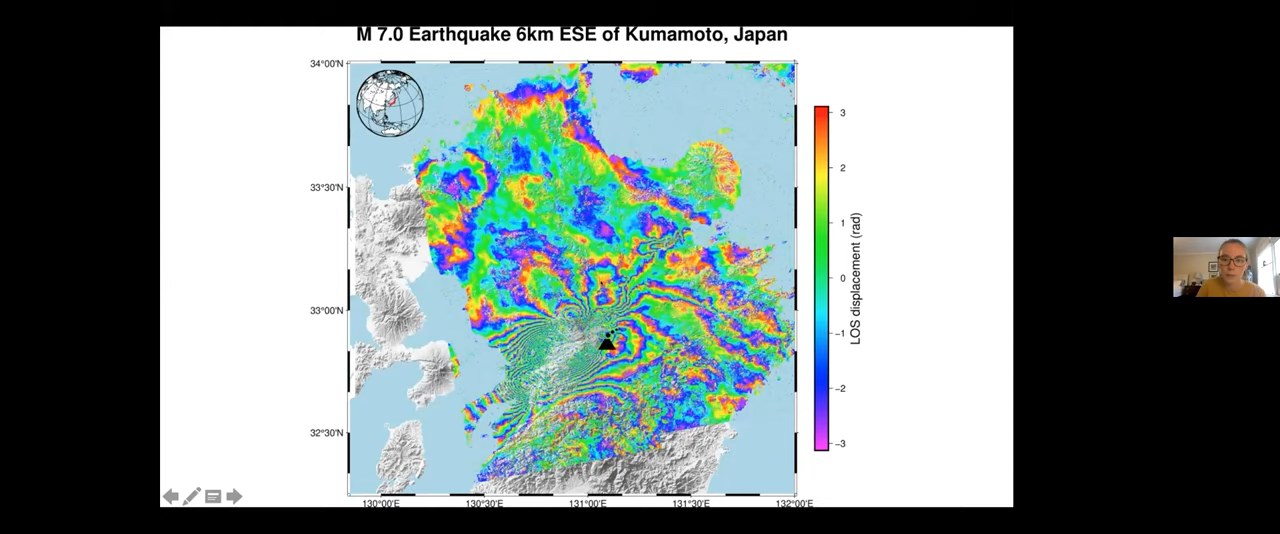 M 7.0 Earthquake 6km ESE of Kumamoto, Japan
34°00'N
33°30'N
33°00'N
32°30'N
130°00'E
130°30'E
131°00'E
131°30'E
132°00'E
3
2
1
0
−1
−2
−3
LOS displacement (rad)